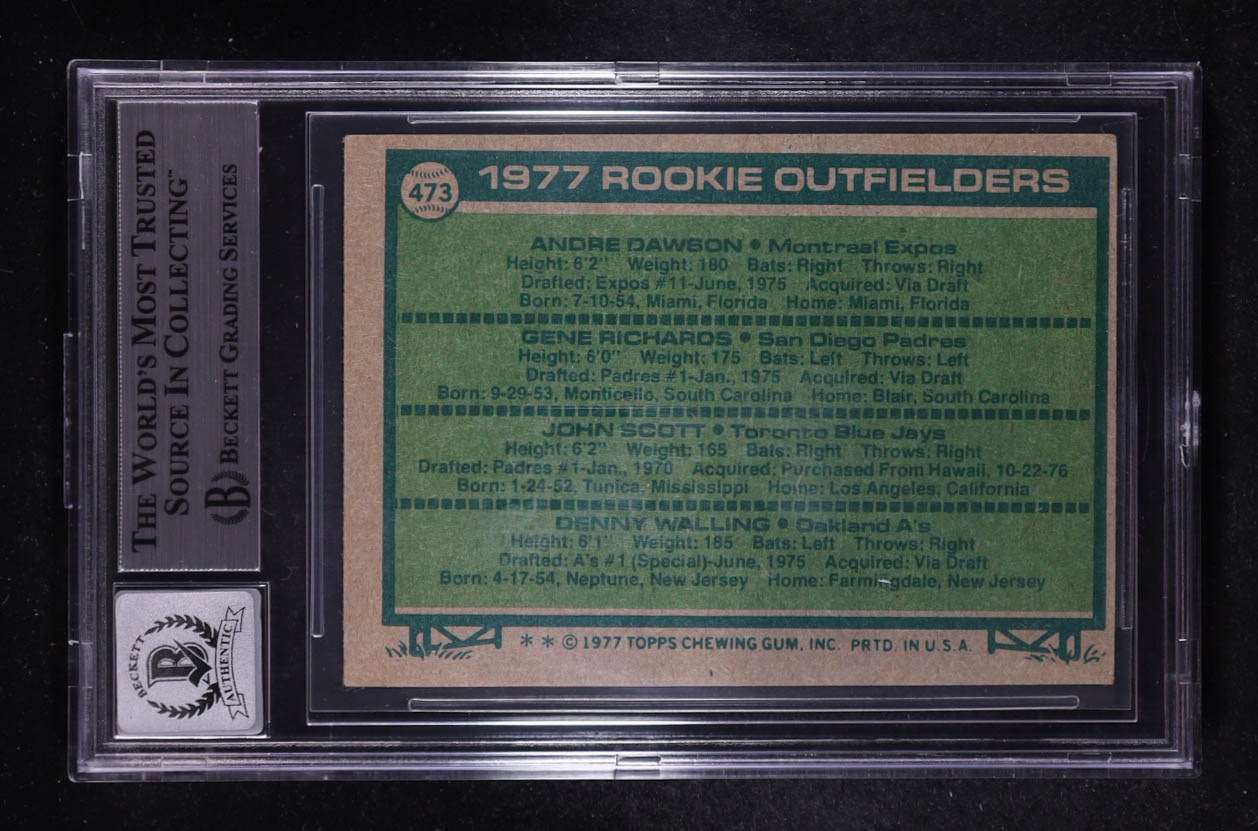 THE WORLD'S MOST TRUSTED
SOURCE IN COLLECTING™
B BECKETT GRADING SERVICES
BECKETT
B
AUTHENTIC
473
1977 ROOKIE OUTFIELDERS
ANDRE DAWSON • Montreal Expos
Height: 6'2" Weight: 180 Bats: Right Throws: Right
Drafted: Expos #11-June, 1975 Acquired: Via Draft
Born: 7-10-54, Miami, Florida Home: Miami, Florida
GENE RICHARDS • San Diego Padres
Height: 6'0" Weight: 175 Bats: Left Throws: Left
Drafted: Padres #1-Jan., 1975 Acquired: Via Draft
Born: 9-29-53, Monticello, South Carolina Home: Blair, South Carolina
JOHN SCOTT • Toronto Blue Jays
Height: 6'2" Weight: 165 Bats: Right Throws: Right
Drafted: Padres #1-Jan., 1970 Acquired: Purchased From Hawaii, 10-22-76
Born: 1-24-52, Tunica, Mississippi Home: Los Angeles, California
DENNY WALLING • Oakland A's
Height: 6'1" Weight: 185 Bats: Left Throws: Right
Drafted: A's #1 (Special)-June, 1975 Acquired: Via Draft
Born: 4-17-54, Neptune, New Jersey Home: Farmingdale, New Jersey
** © 1977 TOPPS CHEWING GUM, INC. PRTD. IN U.S.A.